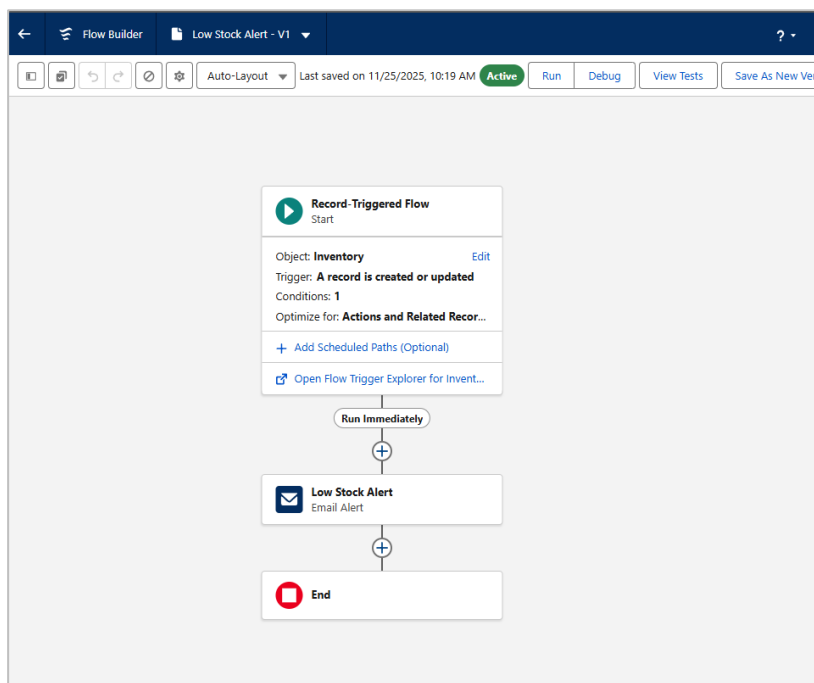 Flow Builder
Low Stock Alert - V1
? -
Auto-Layout
Last saved on 11/25/2025, 10:19 AM
Active
Run
Debug
View Tests
Save As New Ver
Record-Triggered Flow
Start
Object: Inventory
Edit
Trigger: A record is created or updated
Conditions: 1
Optimize for: Actions and Related Recor...
+ Add Scheduled Paths (Optional)
Open Flow Trigger Explorer for Invent...
Run Immediately
Low Stock Alert
Email Alert
End